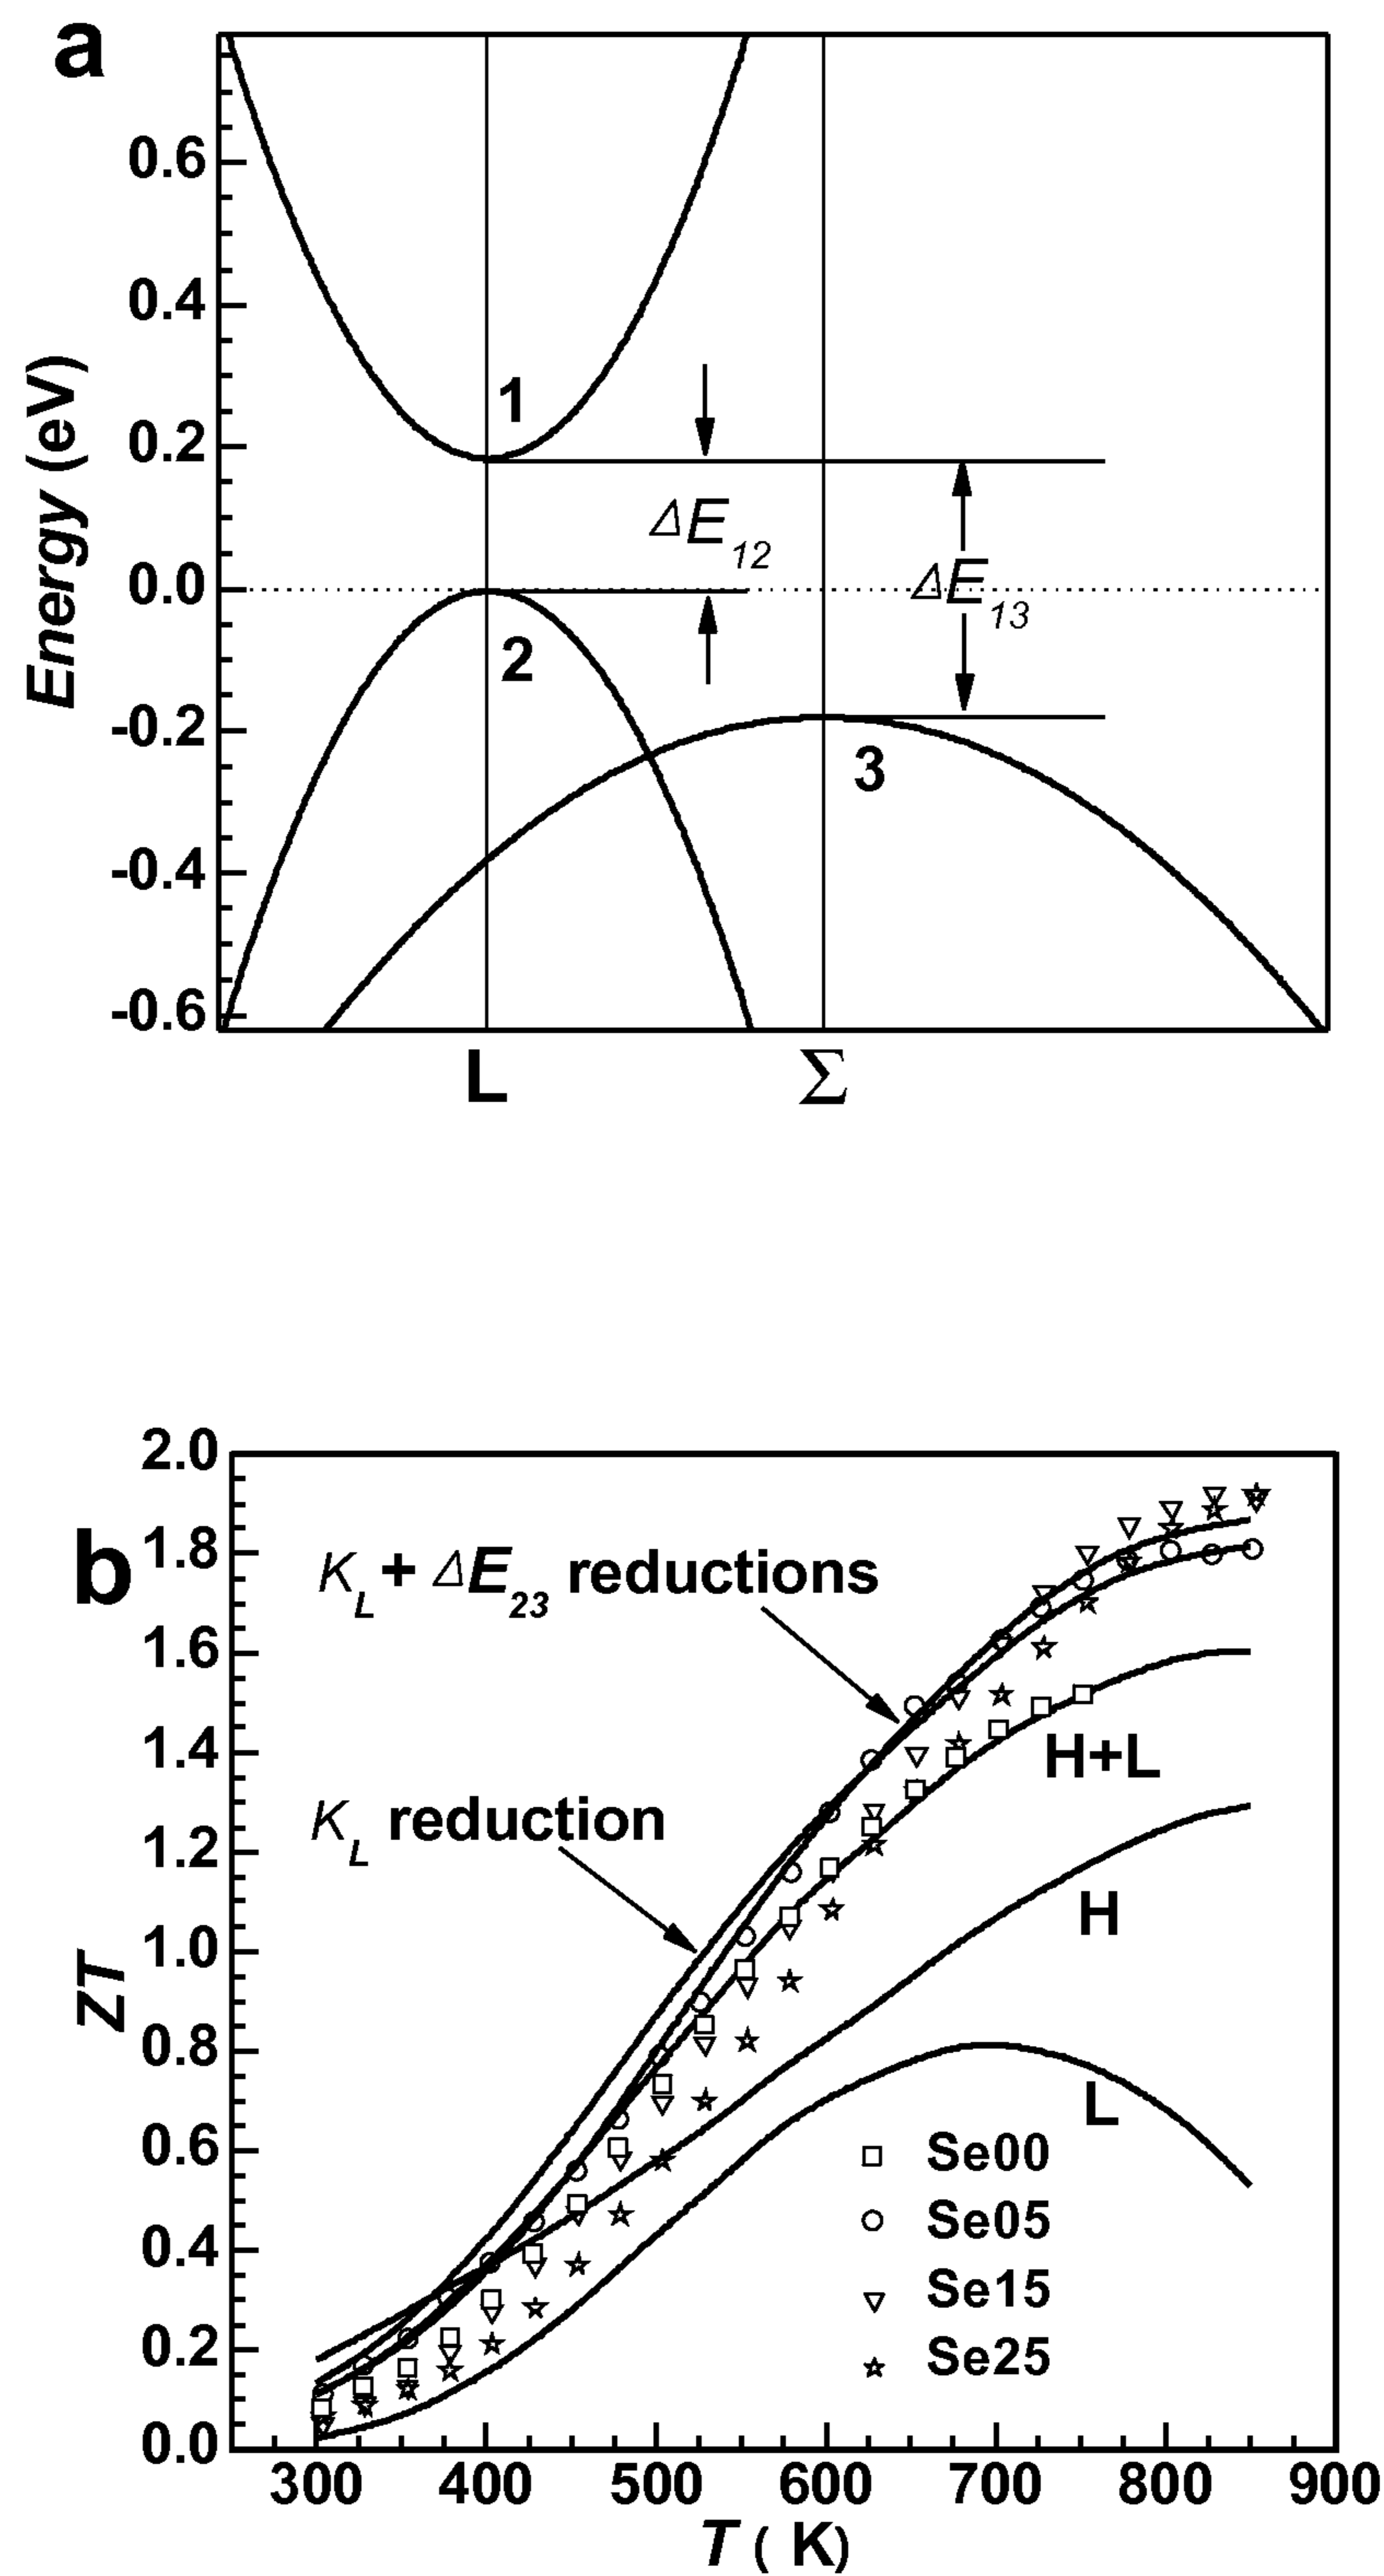 a
Energy (eV)
0.6
0.4
0.2
0.0
-0.2
-0.4
-0.6
1
2
3
ΔE12
ΔE13
L Σ
b
ZT
2.0
1.8
1.6
1.4
1.2
1.0
0.8
0.6
0.4
0.2
0.0
KL + ΔE23 reductions
KL reduction
H+L
H
L
Se00
Se05
Se15
Se25
300 400 500 600 700 800 900
T ( K)